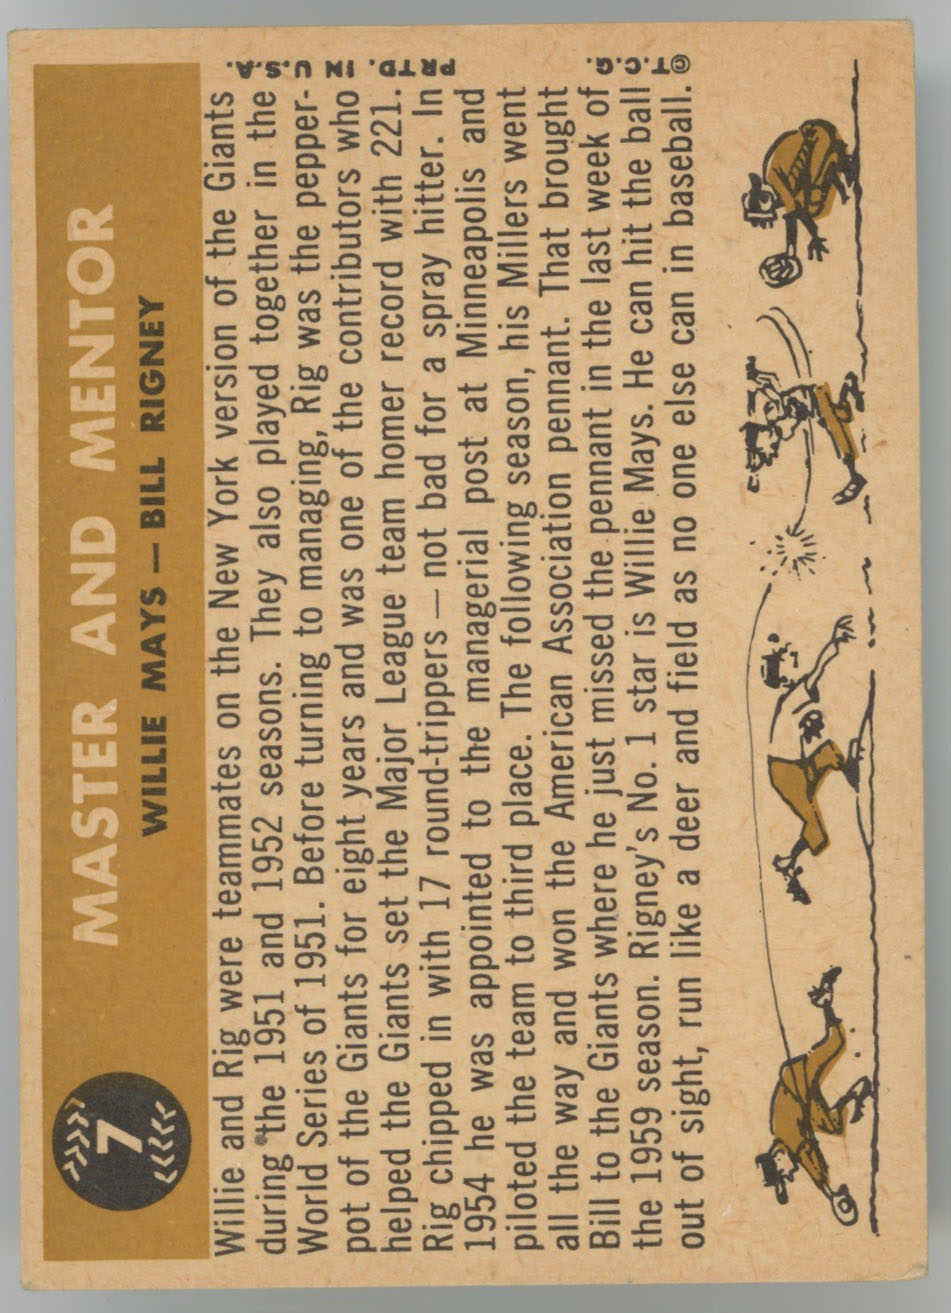 7
MASTER AND MENTOR
WILLIE MAYS — BILL RIGNEY
Willie and Rig were teammates on the New York version of the Giants
during the 1951 and 1952 seasons. They also played together in the
World Series of 1951. Before turning to managing, Rig was the pepper-
pot of the Giants for eight years and was one of the contributors who
helped the Giants set the Major League team homer record with 221.
Rig chipped in with 17 round-trippers — not bad for a spray hitter. In
1954 he was appointed to the managerial post at Minneapolis and
piloted the team to third place. The following season, his Millers went
all the way and won the American Association pennant. That brought
Bill to the Giants where he just missed the pennant in the last week of
the 1959 season. Rigney's No. 1 star is Willie Mays. He can hit the ball
out of sight, run like a deer and field as no one else can in baseball.
©T.C.G. PRTD. IN U.S.A.